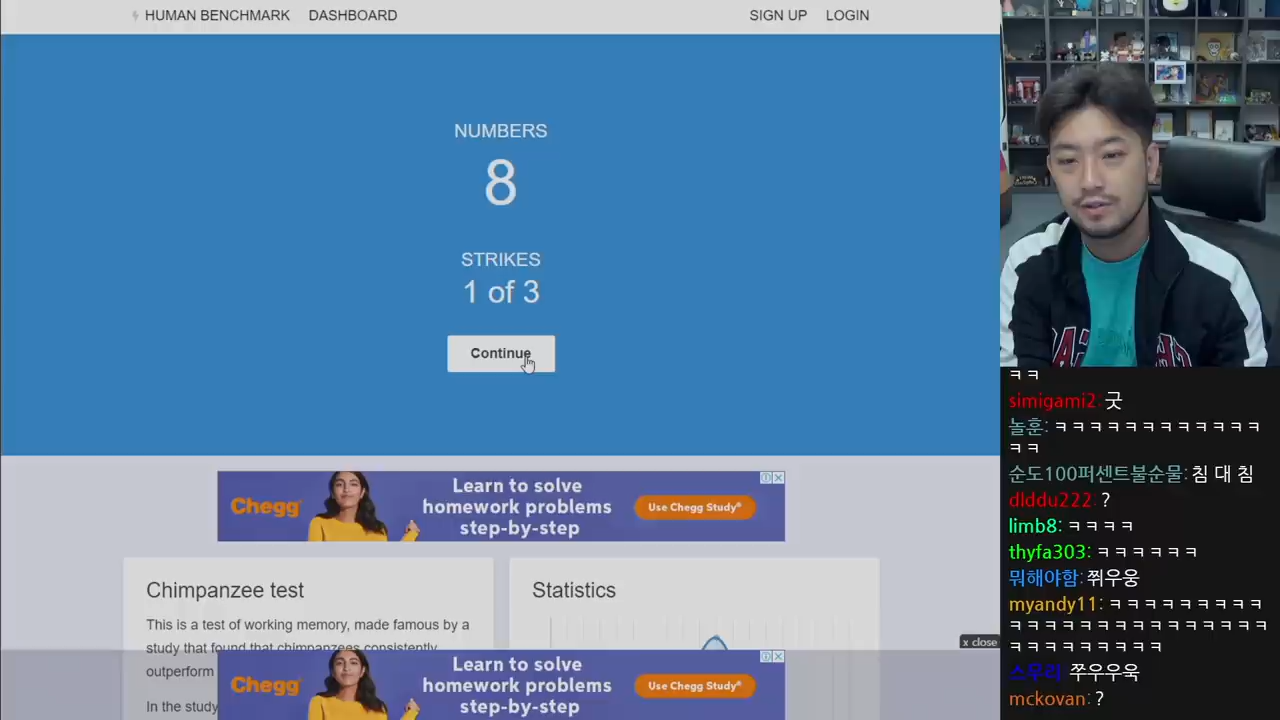 HUMAN BENCHMARK
DASHBOARD
SIGN UP
LOGIN
NUMBERS
8
STRIKES
1 of 3
Continue
Chegg
Learn to solve
homework problems
step-by-step
Use Chegg Study®
Chimpanzee test
This is a test of working memory, made famous by a
study that found that chimpanzees consistently
outperform
In the study
Statistics
x close
Chegg
Learn to solve
homework problems
step-by-step
Use Chegg Study®
ㅋㅋ
simigami2: 굿
놀훈: ㅋㅋㅋㅋㅋㅋㅋㅋㅋㅋㅋㅋ
ㅋㅋ
순도100퍼센트불순물: 침 대 침
dlddu222: ?
limb8: ㅋㅋㅋㅋ
thyfa303: ㅋㅋㅋㅋㅋㅋ
뭐해야함: 쮜우웅
myandy11: ㅋㅋㅋㅋㅋㅋㅋㅋㅋ
ㅋㅋㅋㅋㅋㅋㅋㅋㅋㅋㅋㅋㅋㅋㅋ
ㅋㅋㅋㅋㅋㅋㅋㅋㅋ
쭈우우욱
mckovan: ?